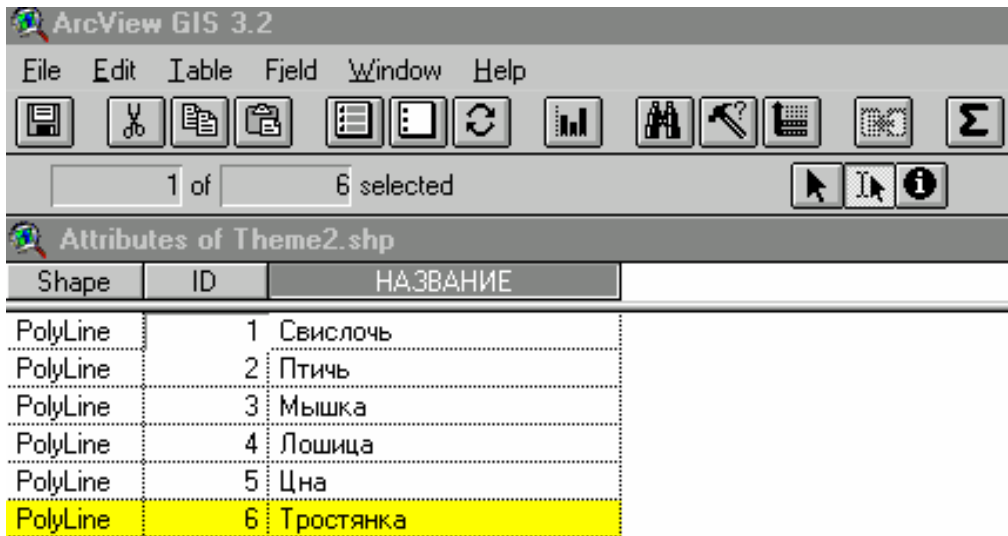 ArcView GIS 3.2
File Edit Table Field Window Help
Σ
1 of 6 selected
Attributes of Theme2.shp
Shape ID НАЗВАНИЕ
PolyLine 1 Свислочь
PolyLine 2 Птичь
PolyLine 3 Мышка
PolyLine 4 Лошица
PolyLine 5 Цна
PolyLine 6 Тростянка